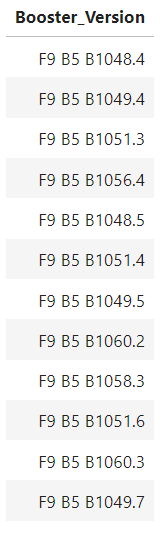 Booster_Version
F9 B5 B1048.4
F9 B5 B1049.4
F9 B5 B1051.3
F9 B5 B1056.4
F9 B5 B1048.5
F9 B5 B1051.4
F9 B5 B1049.5
F9 B5 B1060.2
F9 B5 B1058.3
F9 B5 B1051.6
F9 B5 B1060.3
F9 B5 B1049.7